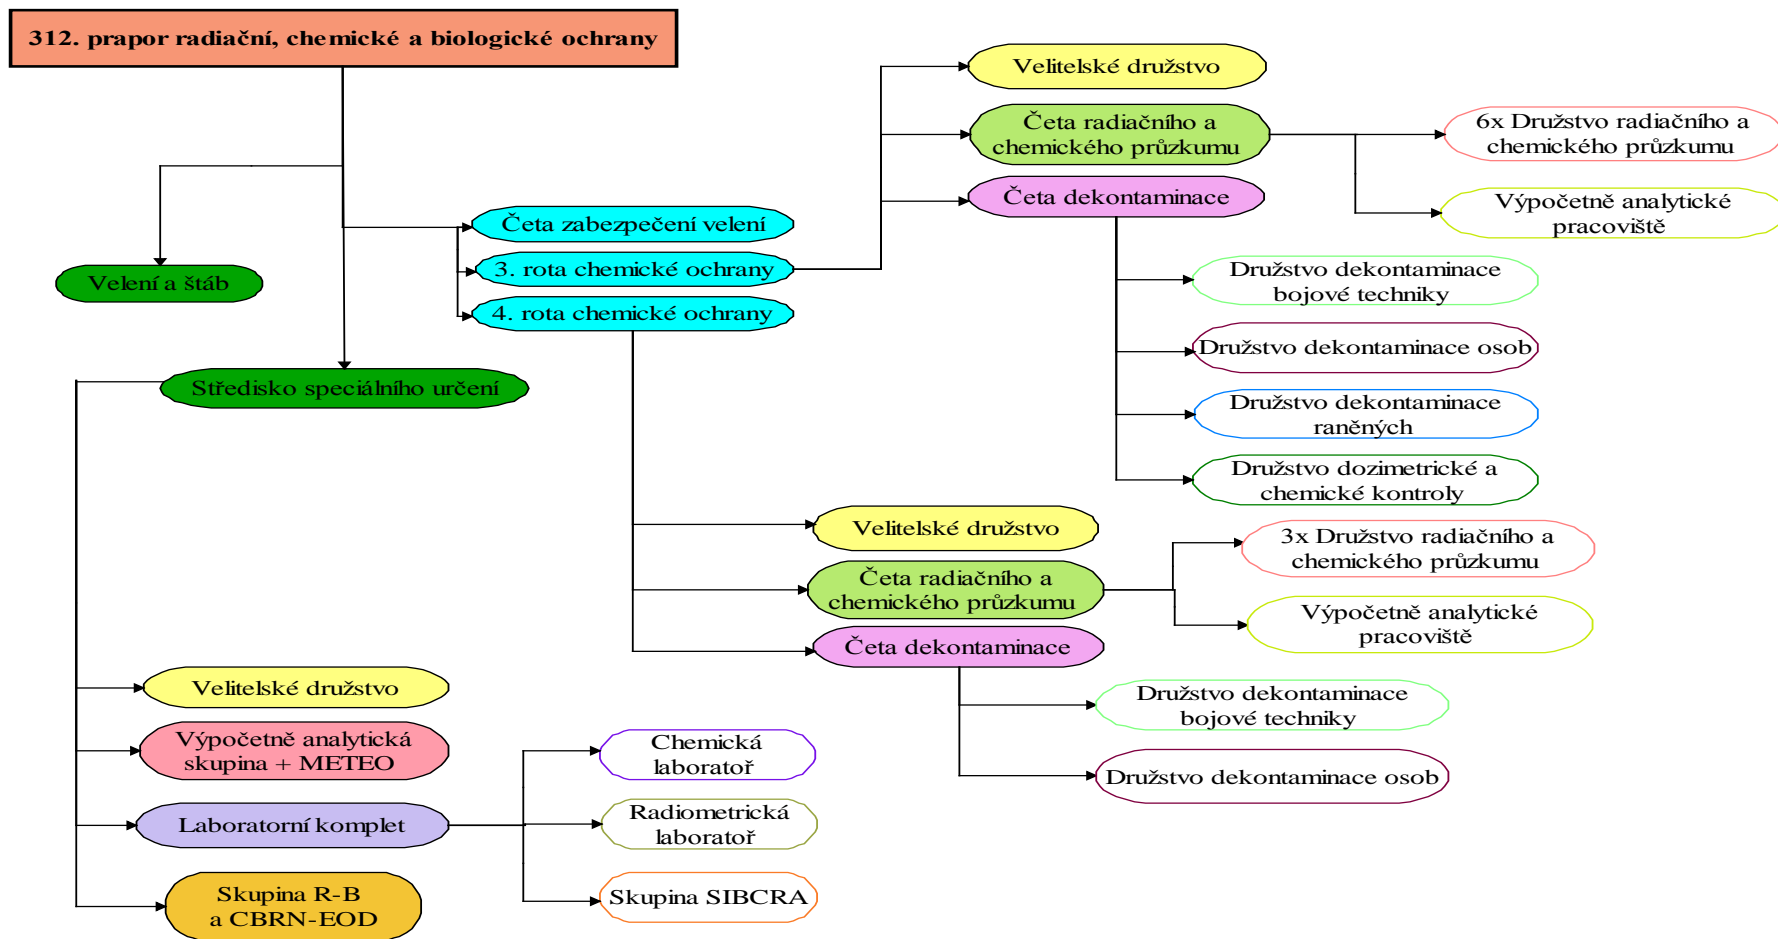 312. prapor radiační, chemické a biologické ochrany
Velení a štáb
Středisko speciálního určení
Četa zabezpečení velení
3. rota chemické ochrany
4. rota chemické ochrany
Velitelské družstvo
Četa radiačního a
chemického průzkumu
Četa dekontaminace
6x Družstvo radiačního a
chemického průzkumu
Výpočetně analytické
pracoviště
Družstvo dekontaminace
bojové techniky
Družstvo dekontaminace osob
Družstvo dekontaminace
raněných
Družstvo dozimetrické a
chemické kontroly
Velitelské družstvo
Četa radiačního a
chemického průzkumu
Četa dekontaminace
3x Družstvo radiačního a
chemického průzkumu
Výpočetně analytické
pracoviště
Družstvo dekontaminace
bojové techniky
Družstvo dekontaminace osob
Velitelské družstvo
Výpočetně analytická
skupina + METEO
Laboratorní komplet
Skupina R-B
a CBRN-EOD
Chemická
laboratoř
Radiometrická
laboratoř
Skupina SIBCRA